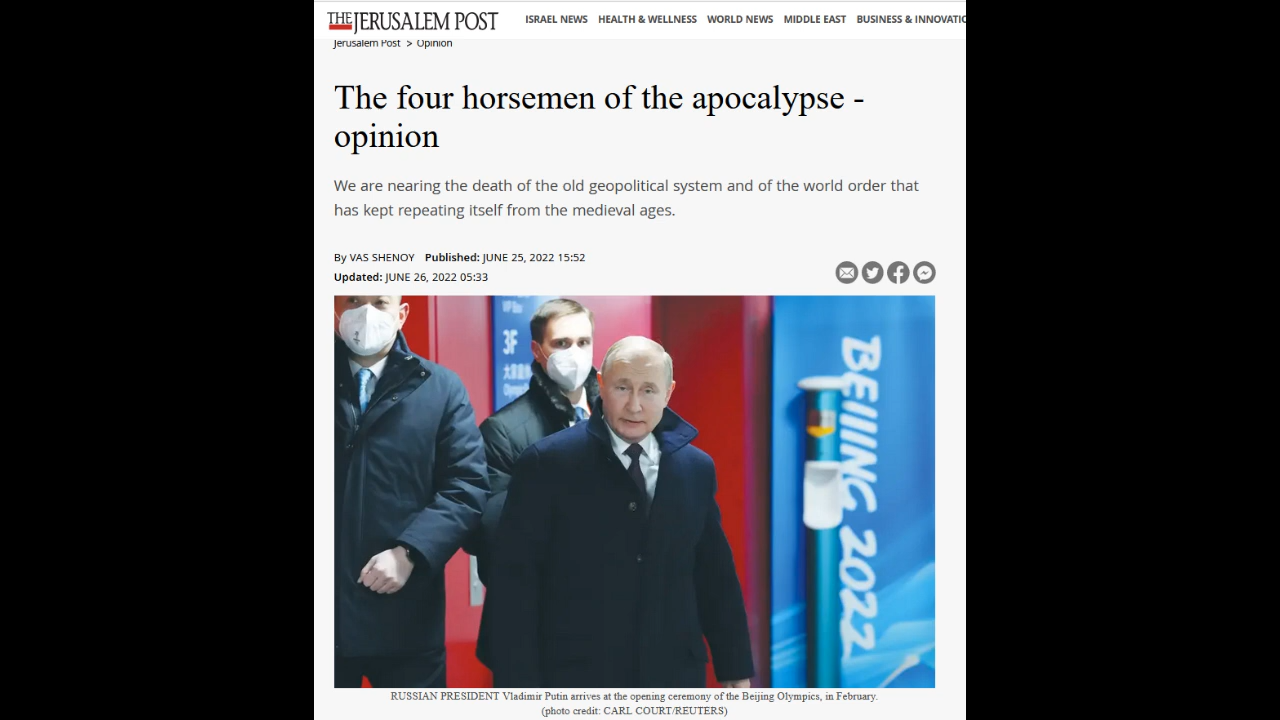 THE JERUSALEM POST
ISRAEL NEWS HEALTH & WELLNESS WORLD NEWS MIDDLE EAST BUSINESS & INNOVATIO
Jerusalem Post > Opinion
The four horsemen of the apocalypse -
opinion
We are nearing the death of the old geopolitical system and of the world order that
has kept repeating itself from the medieval ages.
By VAS SHENOY Published: JUNE 25, 2022 15:52
Updated: JUNE 26, 2022 05:33
3F
BEIJING 2022
RUSSIAN PRESIDENT Vladimir Putin arrives at the opening ceremony of the Beijing Olympics, in February.
(photo credit: CARL COURT/REUTERS)